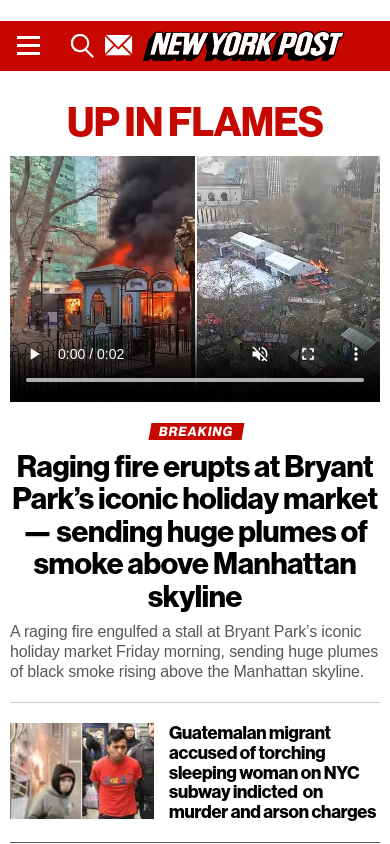 NEW YORK POST
UP IN FLAMES
0:00 / 0:02
BREAKING
Raging fire erupts at Bryant
Park’s iconic holiday market
— sending huge plumes of
smoke above Manhattan
skyline
A raging fire engulfed a stall at Bryant Park’s iconic
holiday market Friday morning, sending huge plumes
of black smoke rising above the Manhattan skyline.
Guatemalan migrant
accused of torching
sleeping woman on NYC
subway indicted on
murder and arson charges